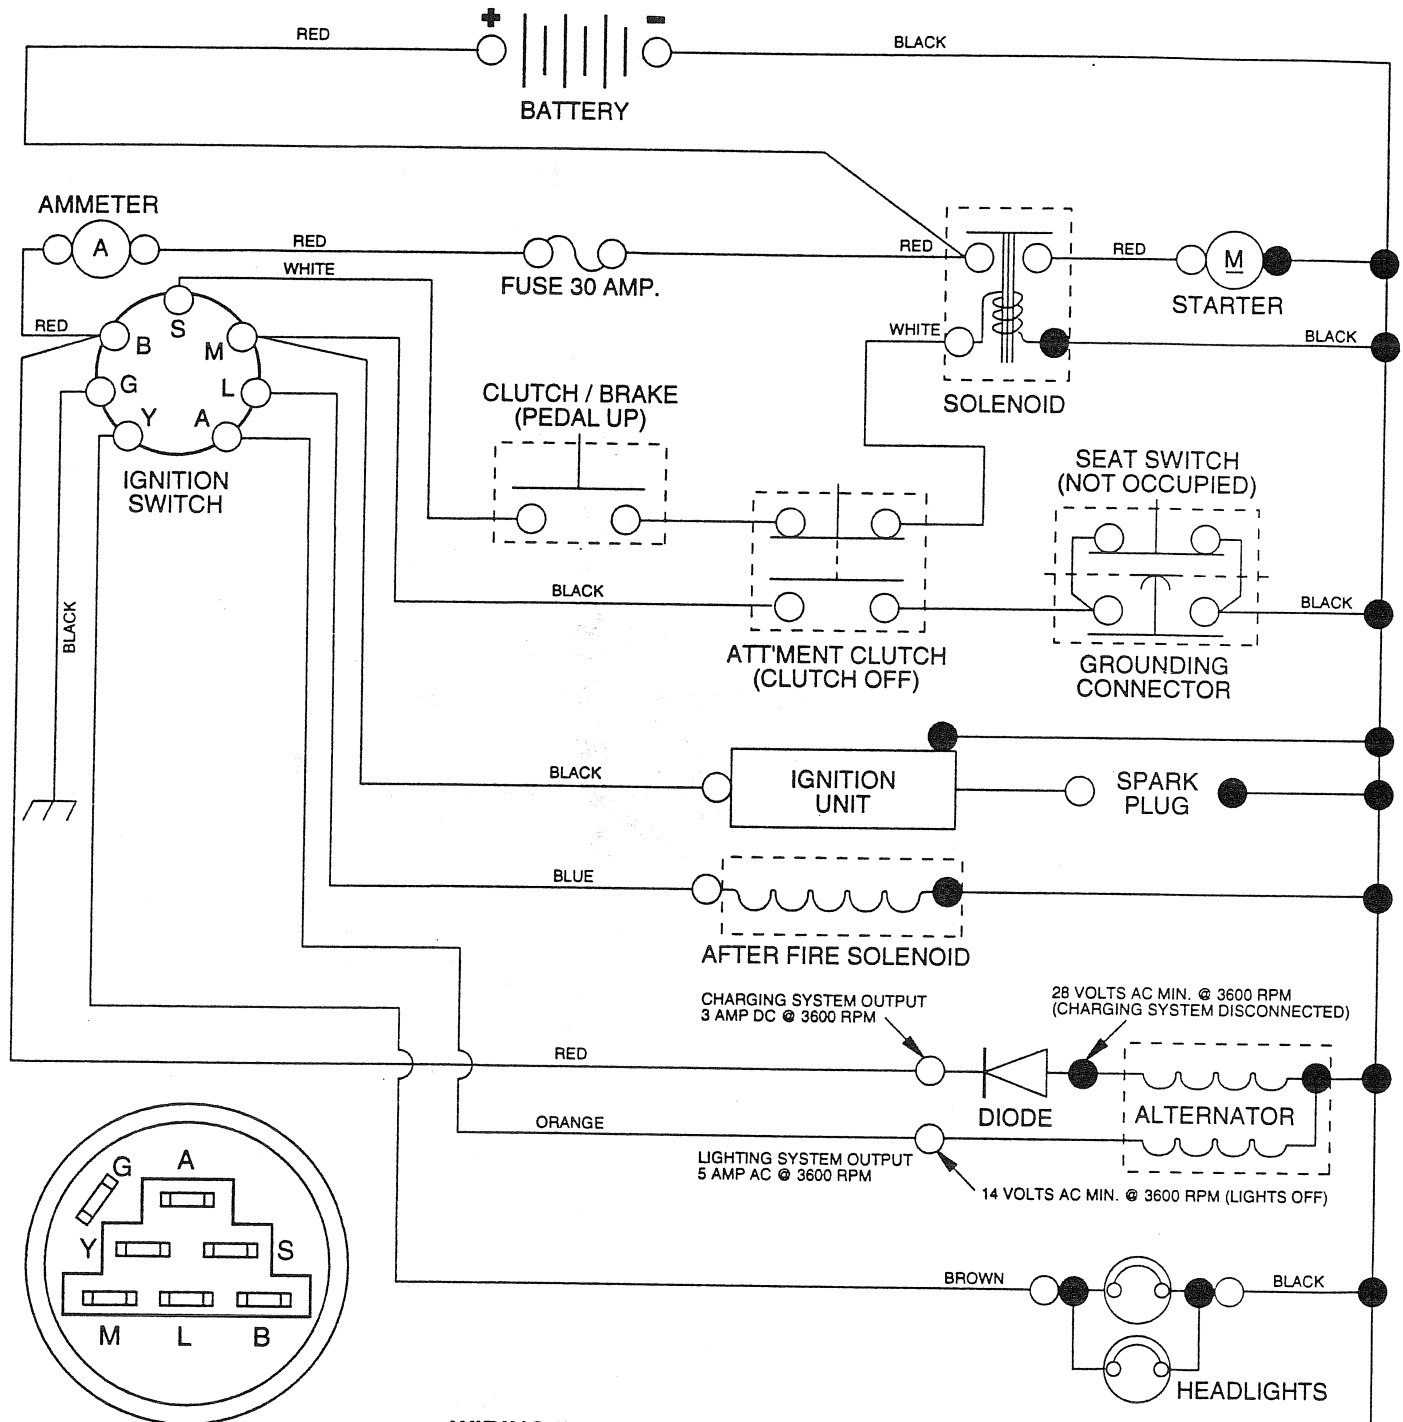 + −
RED
BLACK
BATTERY
AMMETER
A
RED
RED
RED
M
WHITE
FUSE 30 AMP.
STARTER
S
RED
B
M
WHITE
BLACK
G
L
CLUTCH / BRAKE
(PEDAL UP)
SOLENOID
Y
A
IGNITION
SWITCH
SEAT SWITCH
(NOT OCCUPIED)
BLACK
BLACK
BLACK
ATT'MENT CLUTCH
(CLUTCH OFF)
GROUNDING
CONNECTOR
BLACK
IGNITION
UNIT
SPARK
PLUG
BLUE
AFTER FIRE SOLENOID
CHARGING SYSTEM OUTPUT
3 AMP DC @ 3600 RPM
28 VOLTS AC MIN. @ 3600 RPM
(CHARGING SYSTEM DISCONNECTED)
RED
DIODE
ALTERNATOR
ORANGE
LIGHTING SYSTEM OUTPUT
5 AMP AC @ 3600 RPM
14 VOLTS AC MIN. @ 3600 RPM (LIGHTS OFF)
G
A
Y
S
M
L
B
BROWN
BLACK
HEADLIGHTS